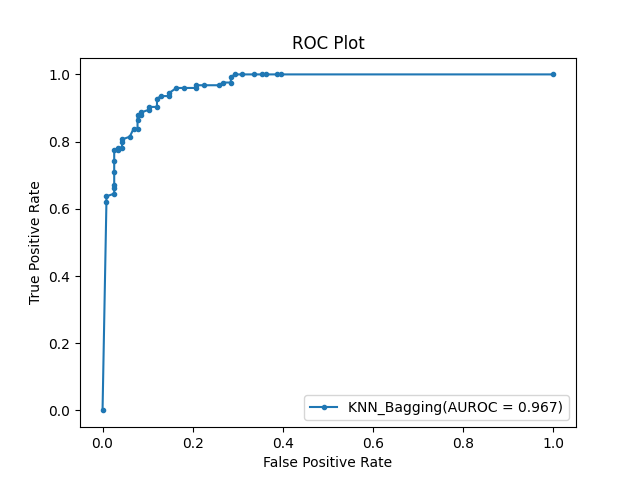 ROC Plot
1.0
0.8
0.6
0.4
0.2
0.0
True Positive Rate
KNN_Bagging(AUROC = 0.967)
0.0 0.2 0.4 0.6 0.8 1.0
False Positive Rate